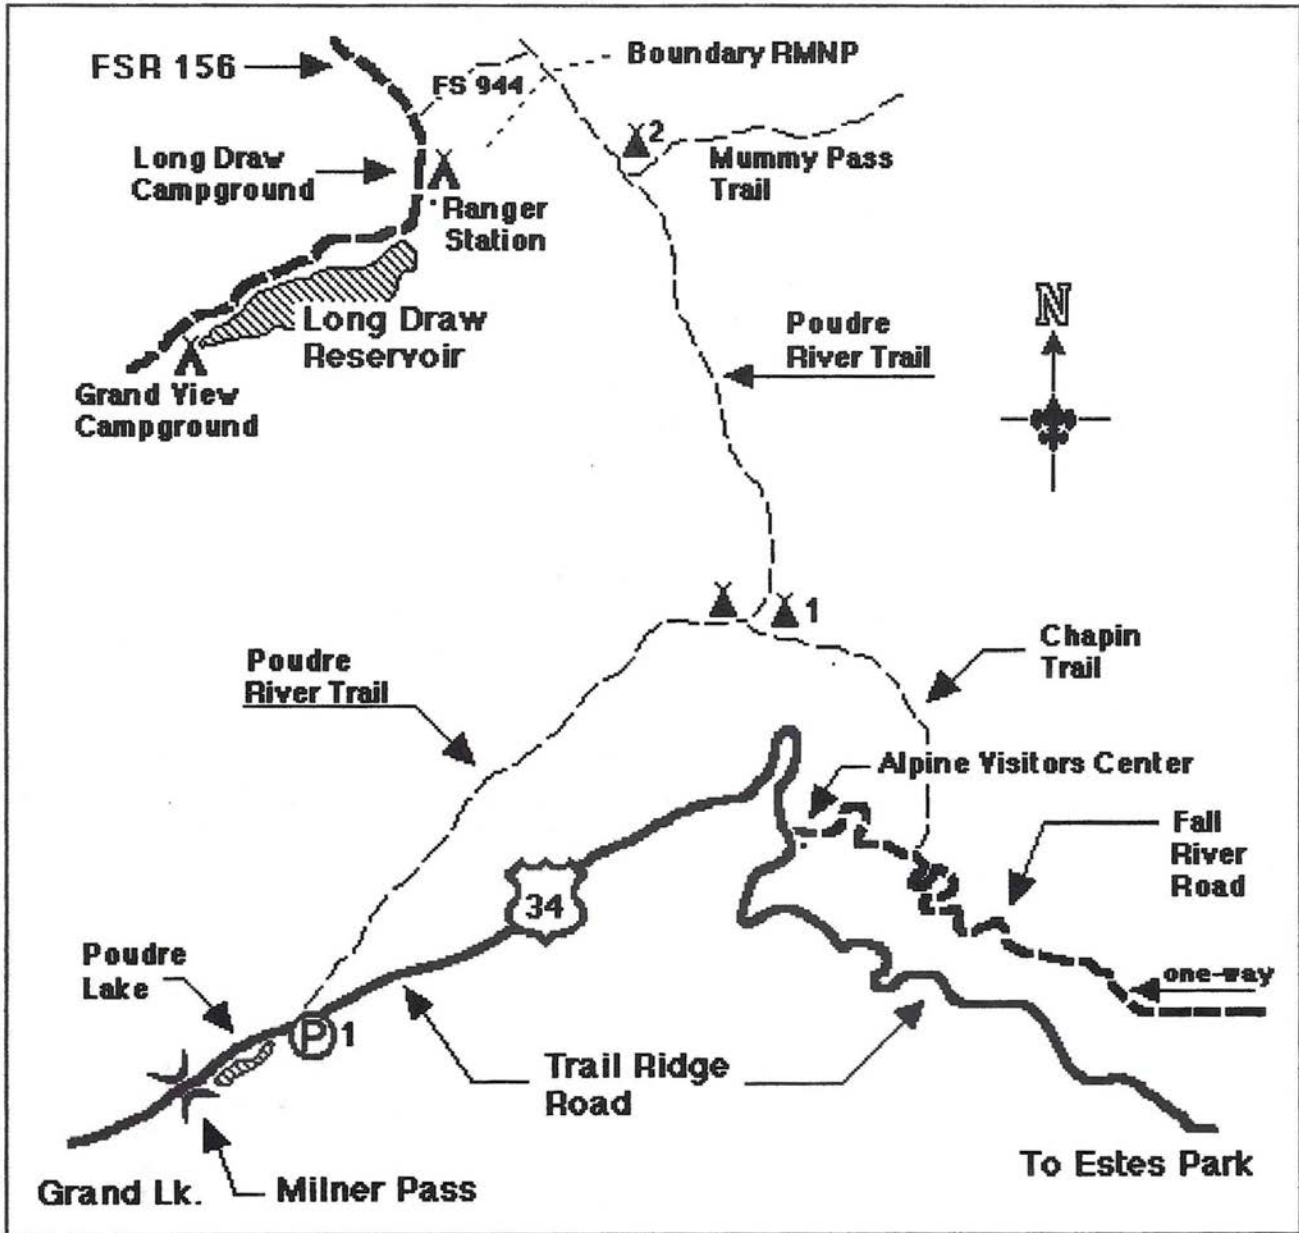 FSR 156
FS 944
Boundary RMNP
Long Draw
Campground
2
Mummy Pass
Trail
Ranger
Station
Long Draw
Reservoir
Grand View
Campground
Poudre
River Trail
N
1
Chapin
Trail
Poudre
River Trail
Alpine Visitors Center
Fall
River
Road
34
Poudre
Lake
one-way
P 1
Trail Ridge
Road
To Estes Park
Grand Lk.
Milner Pass